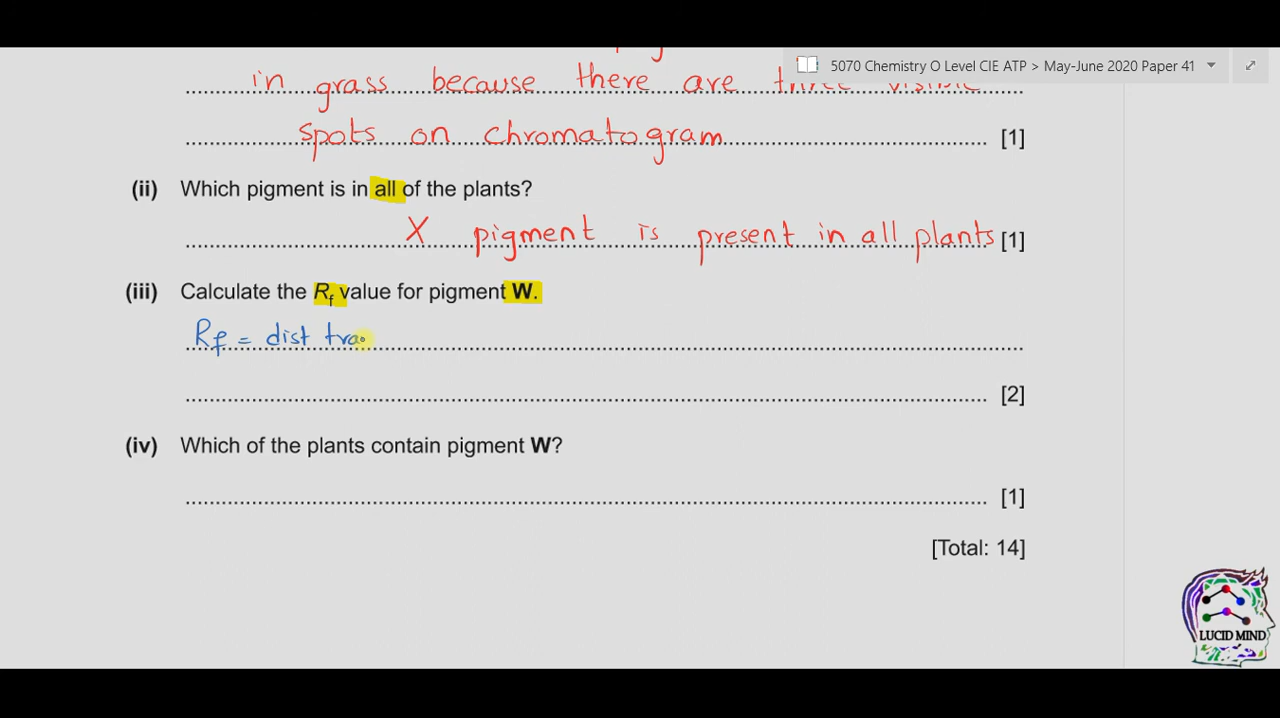 5070 Chemistry O Level CIE ATP > May-June 2020 Paper 41
in grass because there are three visible
spots on chromatogram [1]
(ii) Which pigment is in all of the plants?
X pigment is present in all plants [1]
(iii) Calculate the Rf value for pigment W.
Rf = dist tra
[2]
(iv) Which of the plants contain pigment W?
[1]
[Total: 14]
LUCID MIND